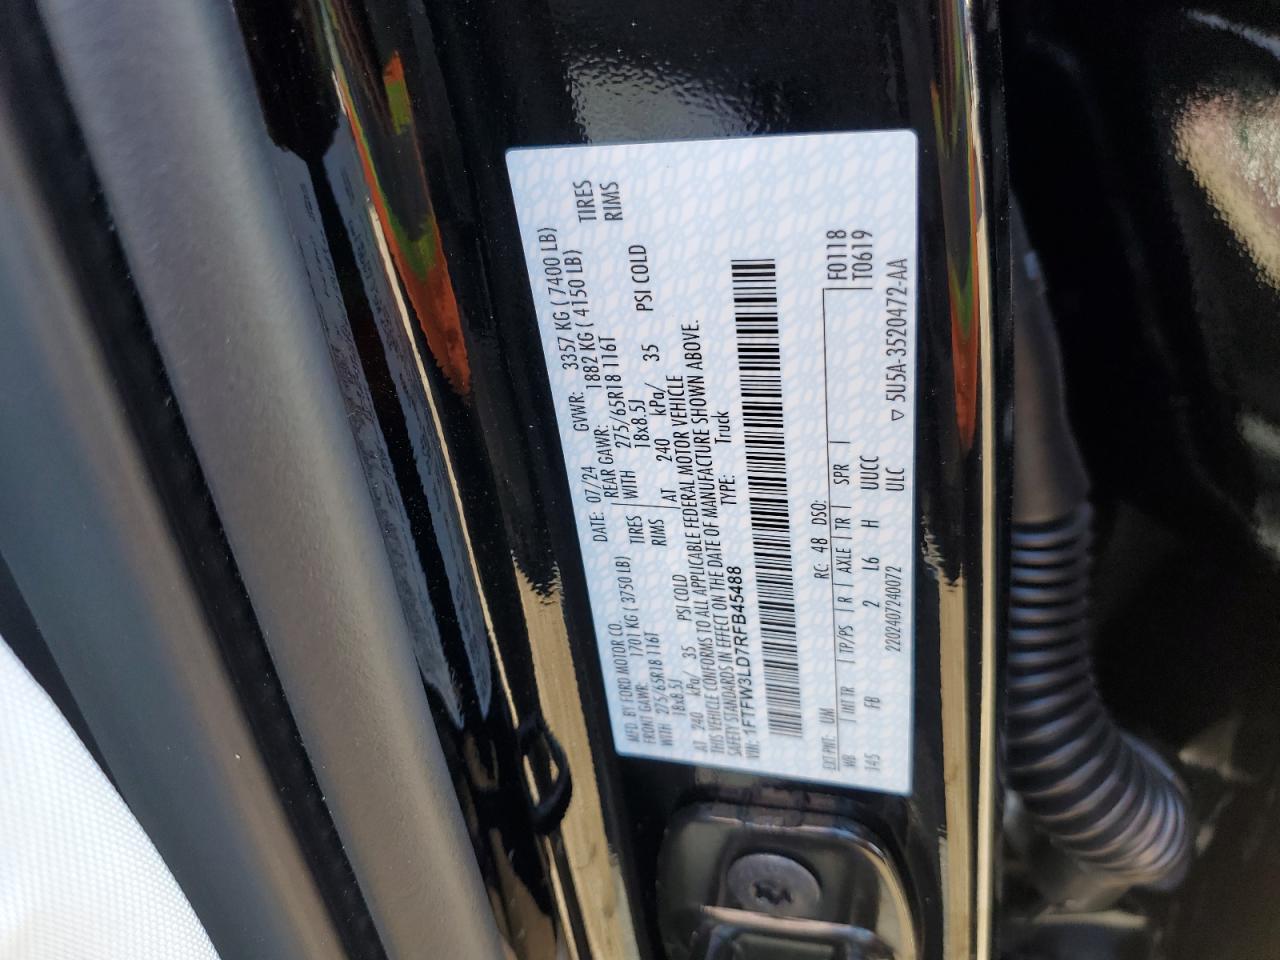 MFD. BY FORD MOTOR CO. DATE: 07/24 GVWR: 3357 KG ( 7400 LB)
FRONT GAWR: 1701 KG ( 3750 LB) REAR GAWR: 1882 KG ( 4150 LB)
WITH 275/65R18 116T TIRES WITH 275/65R18 116T TIRES
18x8.5J RIMS 18x8.5J RIMS
AT 240 kPa/ 35 PSI COLD AT 240 kPa/ 35 PSI COLD
THIS VEHICLE CONFORMS TO ALL APPLICABLE FEDERAL MOTOR VEHICLE
SAFETY STANDARDS IN EFFECT ON THE DATE OF MANUFACTURE SHOWN ABOVE.
VIN: 1FTFW3LD7RFB45488 TYPE: Truck
EXT PNT: UM RC: 48 DSO: F0118
WB INT TR TP/PS R AXLE TR SPR T0619
145 FB 2 L6 H UUCC
2202407240072 ULC ▽ 5U5A-3520472-AA